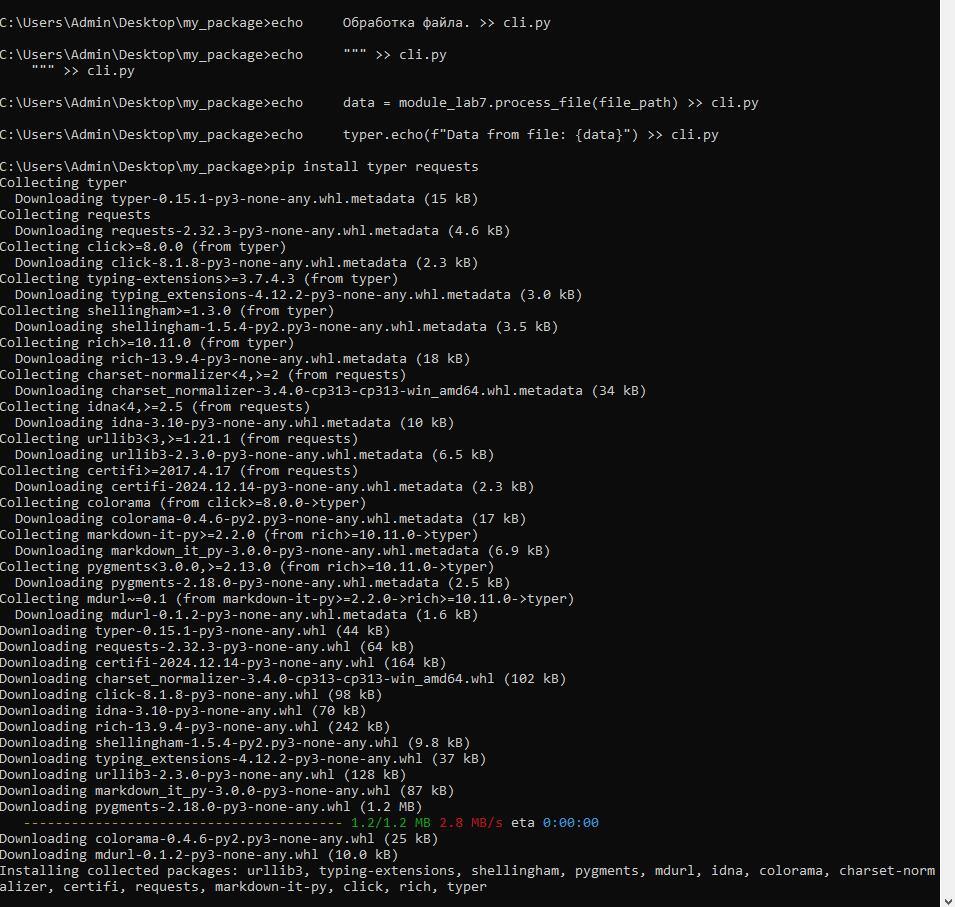 C:\Users\Admin\Desktop\my_package>echo     Обработка файла. >> cli.py
C:\Users\Admin\Desktop\my_package>echo     """ >> cli.py
    """ >> cli.py
C:\Users\Admin\Desktop\my_package>echo     data = module_lab7.process_file(file_path) >> cli.py
C:\Users\Admin\Desktop\my_package>echo     typer.echo(f"Data from file: {data}") >> cli.py
C:\Users\Admin\Desktop\my_package>pip install typer requests
Collecting typer
  Downloading typer-0.15.1-py3-none-any.whl.metadata (15 kB)
Collecting requests
  Downloading requests-2.32.3-py3-none-any.whl.metadata (4.6 kB)
Collecting click>=8.0.0 (from typer)
  Downloading click-8.1.8-py3-none-any.whl.metadata (2.3 kB)
Collecting typing-extensions>=3.7.4.3 (from typer)
  Downloading typing_extensions-4.12.2-py3-none-any.whl.metadata (3.0 kB)
Collecting shellingham>=1.3.0 (from typer)
  Downloading shellingham-1.5.4-py2.py3-none-any.whl.metadata (3.5 kB)
Collecting rich>=10.11.0 (from typer)
  Downloading rich-13.9.4-py3-none-any.whl.metadata (18 kB)
Collecting charset-normalizer<4,>=2 (from requests)
  Downloading charset_normalizer-3.4.0-cp313-cp313-win_amd64.whl.metadata (34 kB)
Collecting idna<4,>=2.5 (from requests)
  Downloading idna-3.10-py3-none-any.whl.metadata (10 kB)
Collecting urllib3<3,>=1.21.1 (from requests)
  Downloading urllib3-2.3.0-py3-none-any.whl.metadata (6.5 kB)
Collecting certifi>=2017.4.17 (from requests)
  Downloading certifi-2024.12.14-py3-none-any.whl.metadata (2.3 kB)
Collecting colorama (from click>=8.0.0->typer)
  Downloading colorama-0.4.6-py2.py3-none-any.whl.metadata (17 kB)
Collecting markdown-it-py>=2.2.0 (from rich>=10.11.0->typer)
  Downloading markdown_it_py-3.0.0-py3-none-any.whl.metadata (6.9 kB)
Collecting pygments<3.0.0,>=2.13.0 (from rich>=10.11.0->typer)
  Downloading pygments-2.18.0-py3-none-any.whl.metadata (2.5 kB)
Collecting mdurl~=0.1 (from markdown-it-py>=2.2.0->rich>=10.11.0->typer)
  Downloading mdurl-0.1.2-py3-none-any.whl.metadata (1.6 kB)
Downloading typer-0.15.1-py3-none-any.whl (44 kB)
Downloading requests-2.32.3-py3-none-any.whl (64 kB)
Downloading certifi-2024.12.14-py3-none-any.whl (164 kB)
Downloading charset_normalizer-3.4.0-cp313-cp313-win_amd64.whl (102 kB)
Downloading click-8.1.8-py3-none-any.whl (98 kB)
Downloading idna-3.10-py3-none-any.whl (70 kB)
Downloading rich-13.9.4-py3-none-any.whl (242 kB)
Downloading shellingham-1.5.4-py2.py3-none-any.whl (9.8 kB)
Downloading typing_extensions-4.12.2-py3-none-any.whl (37 kB)
Downloading urllib3-2.3.0-py3-none-any.whl (128 kB)
Downloading markdown_it_py-3.0.0-py3-none-any.whl (87 kB)
Downloading pygments-2.18.0-py3-none-any.whl (1.2 MB)
   ---------------------------------------- 1.2/1.2 MB 2.8 MB/s eta 0:00:00
Downloading colorama-0.4.6-py2.py3-none-any.whl (25 kB)
Downloading mdurl-0.1.2-py3-none-any.whl (10.0 kB)
Installing collected packages: urllib3, typing-extensions, shellingham, pygments, mdurl, idna, colorama, charset-norm
alizer, certifi, requests, markdown-it-py, click, rich, typer